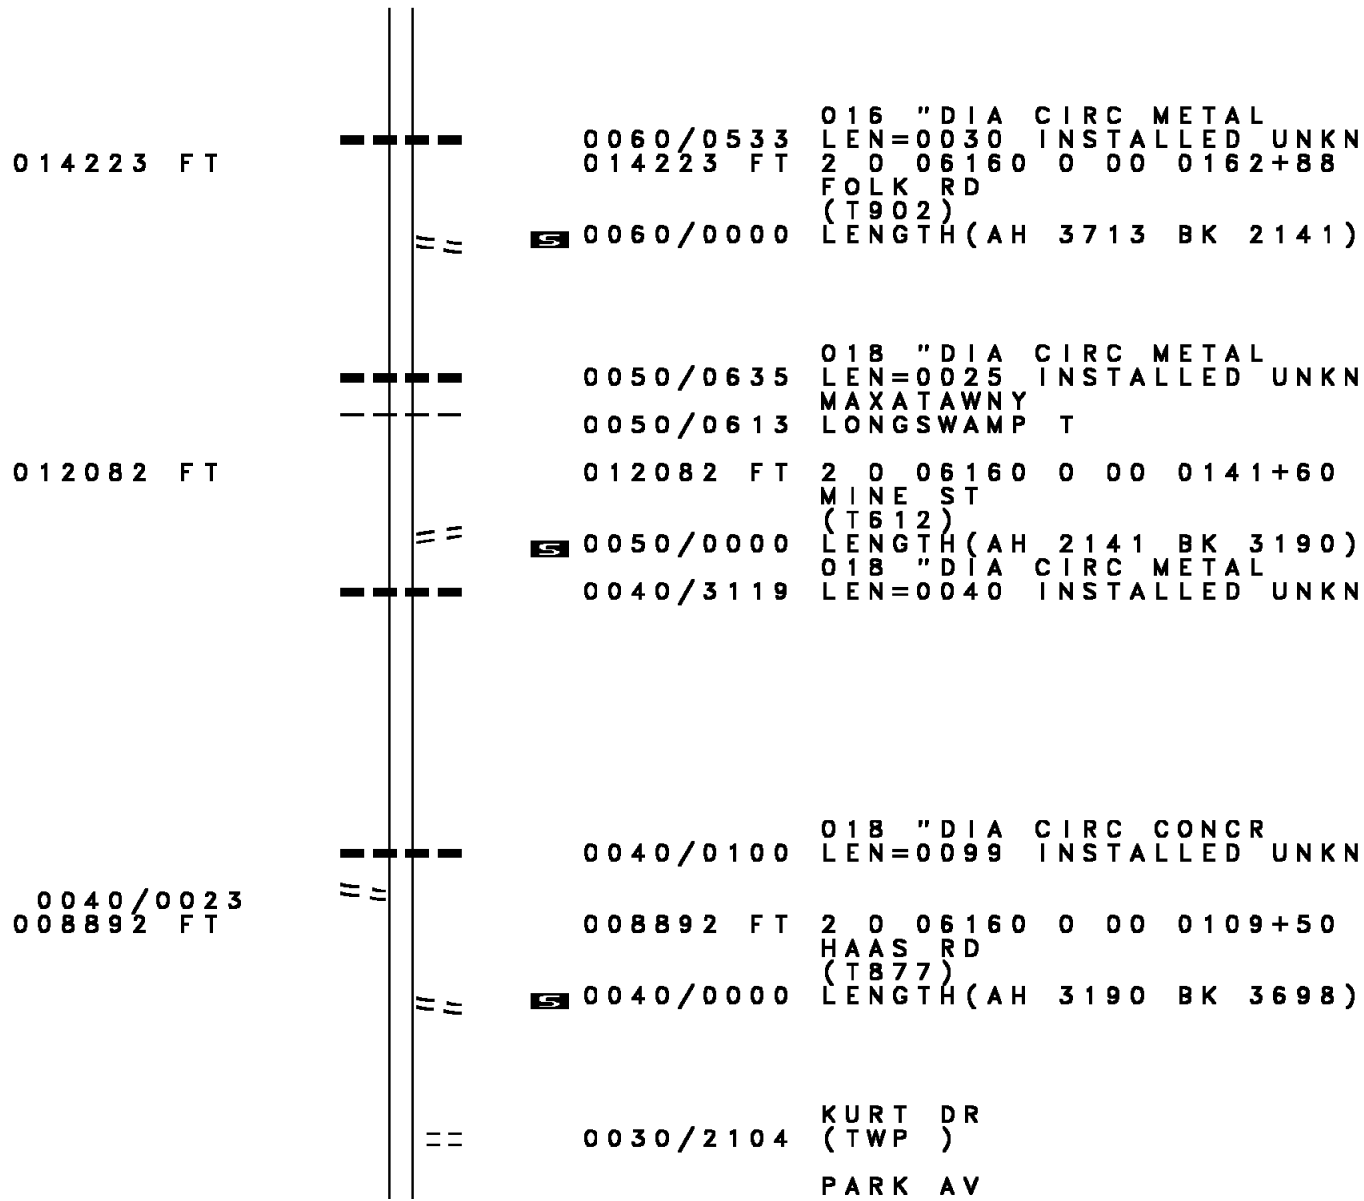 016 "DIA CIRC METAL
0060/0533 LEN=0030 INSTALLED UNKN
014223 FT 014223 FT 2 0 06160 0 00 0162+88
FOLK RD
(T902)
S 0060/0000 LENGTH(AH 3713 BK 2141)
018 "DIA CIRC METAL
0050/0635 LEN=0025 INSTALLED UNKN
MAXATAWNY
0050/0613 LONGSWAMP T
012082 FT 012082 FT 2 0 06160 0 00 0141+60
MINE ST
(T612)
S 0050/0000 LENGTH(AH 2141 BK 3190)
018 "DIA CIRC METAL
0040/3119 LEN=0040 INSTALLED UNKN
018 "DIA CIRC CONCR
0040/0100 LEN=0099 INSTALLED UNKN
0040/0023
008892 FT 008892 FT 2 0 06160 0 00 0109+50
HAAS RD
(T877)
S 0040/0000 LENGTH(AH 3190 BK 3698)
KURT DR
0030/2104 (TWP )
PARK AV